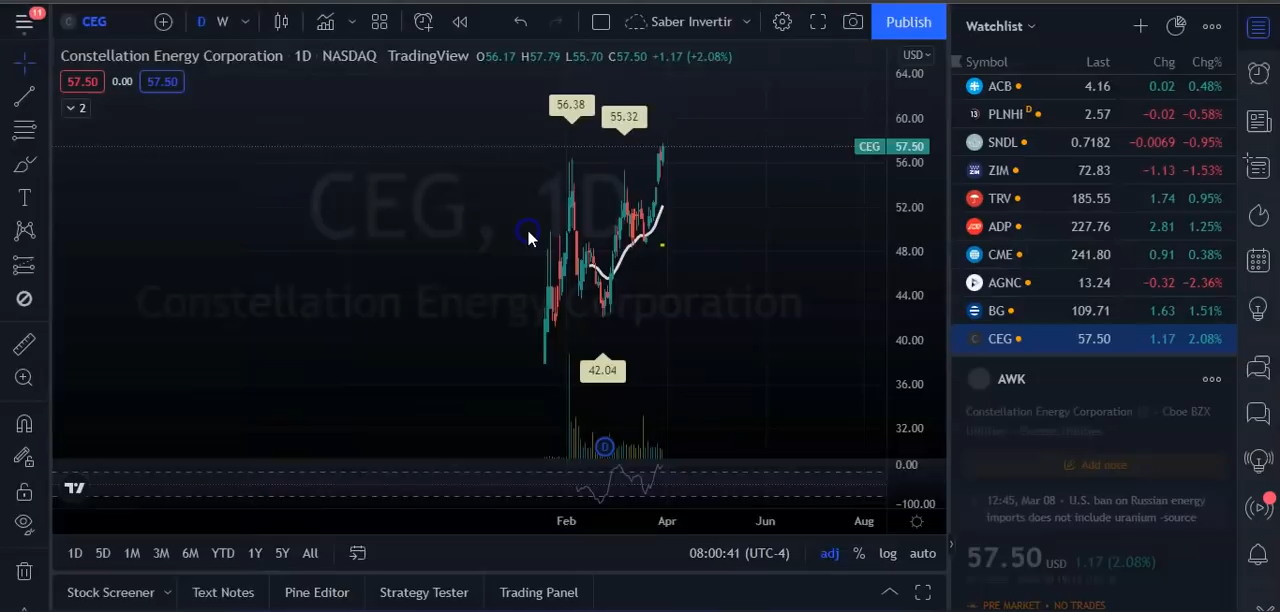 11
CEG
D W
Saber Invertir
Publish
Watchlist
Constellation Energy Corporation · 1D · NASDAQ TradingView O56.17 H57.79 L55.70 C57.50 +1.17 (+2.08%)
USD
57.50 0.00 57.50
2
56.38
55.32
42.04
CEG, 1D
Constellation Energy Corporation
64.00
60.00
CEG 57.50
56.00
52.00
48.00
44.00
40.00
36.00
32.00
0.00
-100.00
D
Feb Apr Jun Aug
1D 5D 1M 3M 6M YTD 1Y 5Y All
08:00:41 (UTC-4) adj % log auto
Stock Screener Text Notes Pine Editor Strategy Tester Trading Panel
Symbol Last Chg Chg%
ACB 4.16 0.02 0.48%
PLNHI D 2.57 -0.02 -0.58%
SNDL 0.7182 -0.0069 -0.95%
ZIM 72.83 -1.13 -1.53%
TRV 185.55 1.74 0.95%
ADP 227.76 2.81 1.25%
CME 241.80 0.91 0.38%
AGNC 13.24 -0.32 -2.36%
BG 109.71 1.63 1.51%
CEG 57.50 1.17 2.08%
AWK
Constellation Energy Corporation · Cboe BZX
Add note
12:45, Mar 08 • U.S. ban on Russian energy
imports does not include uranium -source
57.50 USD 1.17 (2.08%)
PRE MARKET • NO TRADES